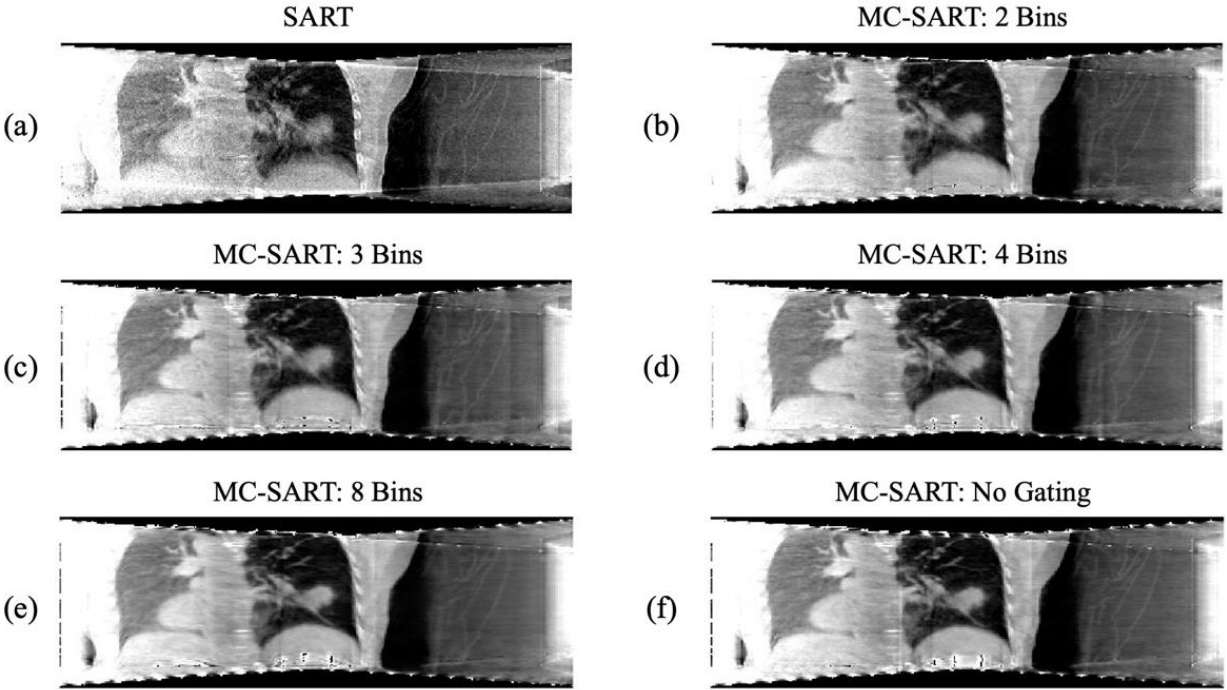 SART
MC-SART: 2 Bins
(a)
(b)
MC-SART: 3 Bins
MC-SART: 4 Bins
(c)
(d)
MC-SART: 8 Bins
MC-SART: No Gating
(e)
(f)